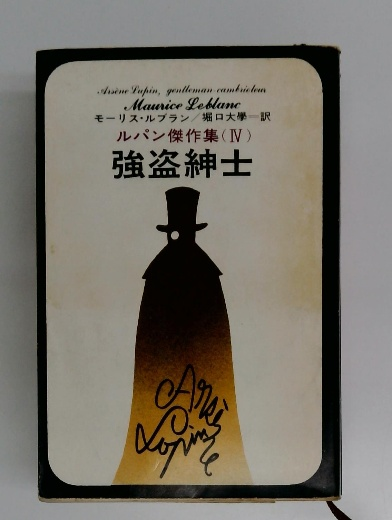 Arsène Lupin, gentleman-cambrioleur
Maurice Leblanc
モーリス・ルブラン/堀口大學=訳
ルパン傑作集(Ⅳ)
強盗紳士
Arsène
Lupin